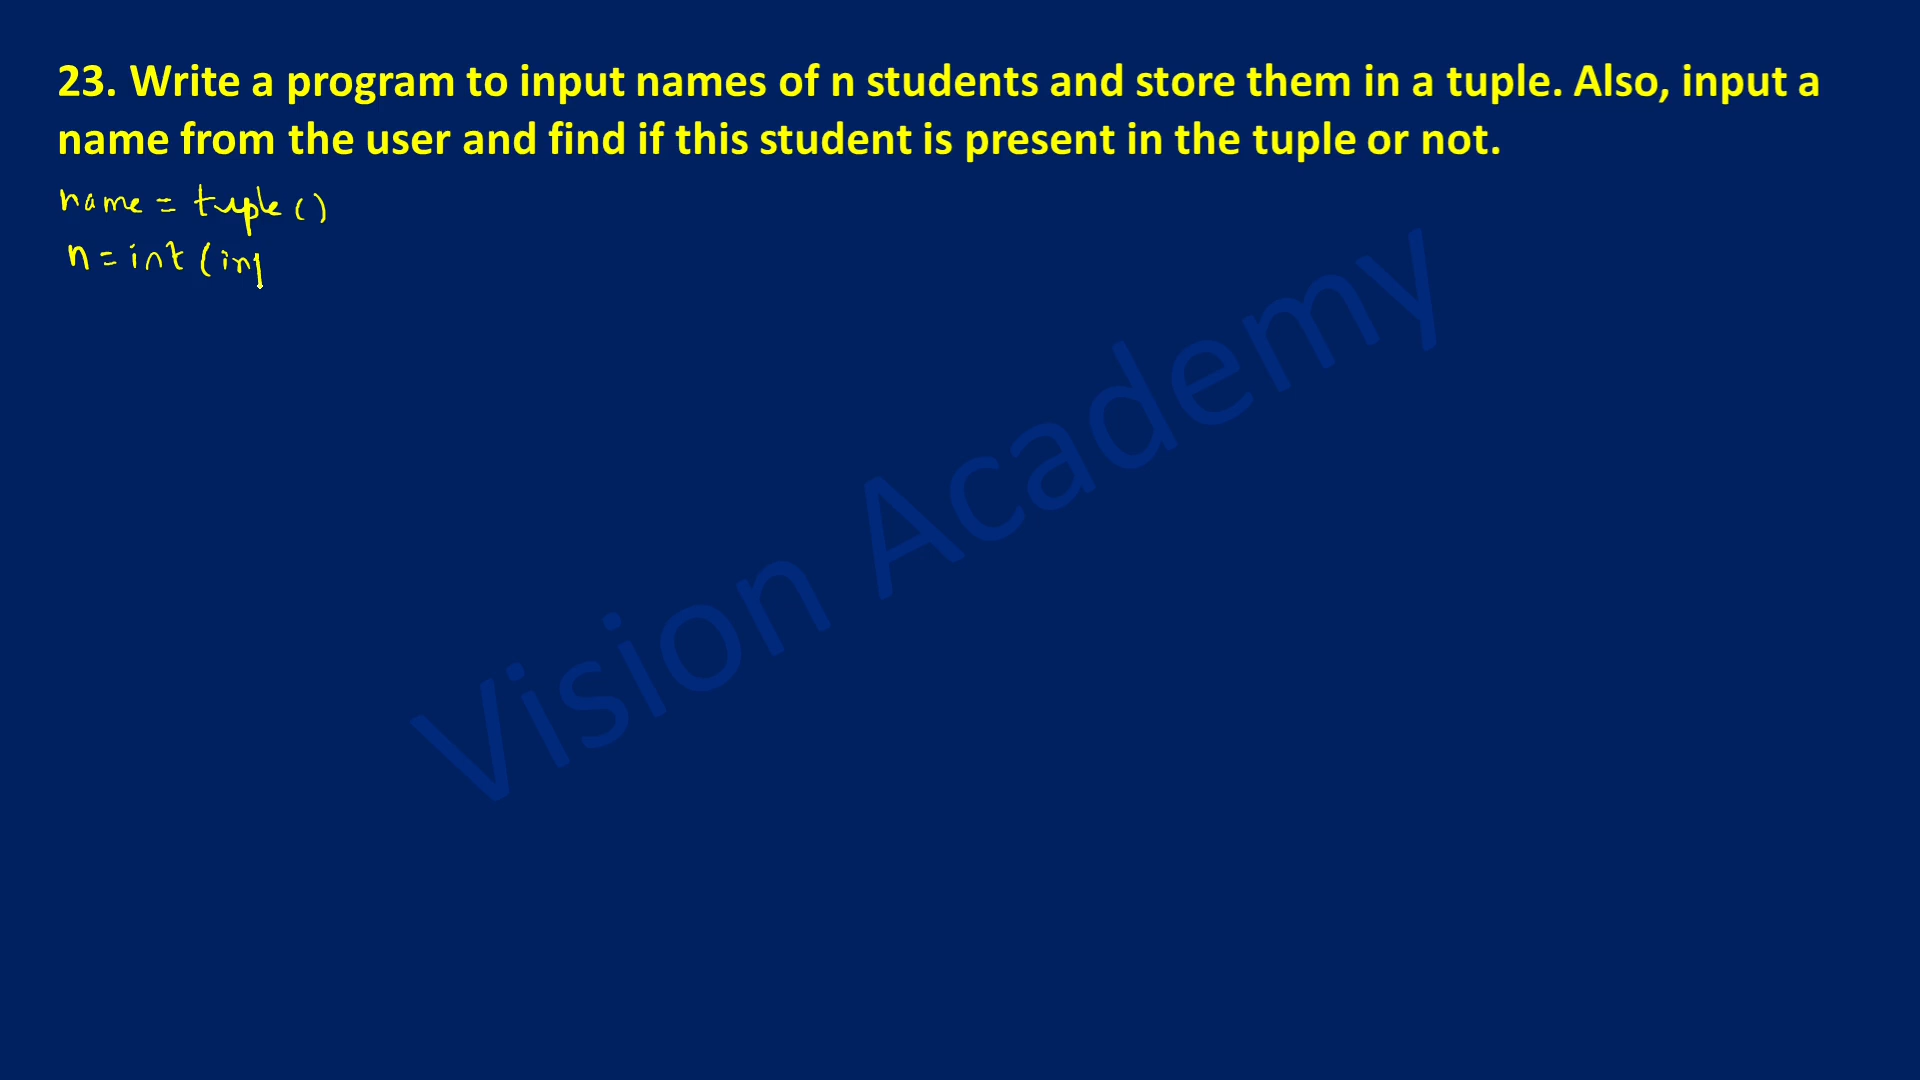 23. Write a program to input names of n students and store them in a tuple. Also, input a
name from the user and find if this student is present in the tuple or not.
name = tuple ()
n = int (inp
Vision Academy